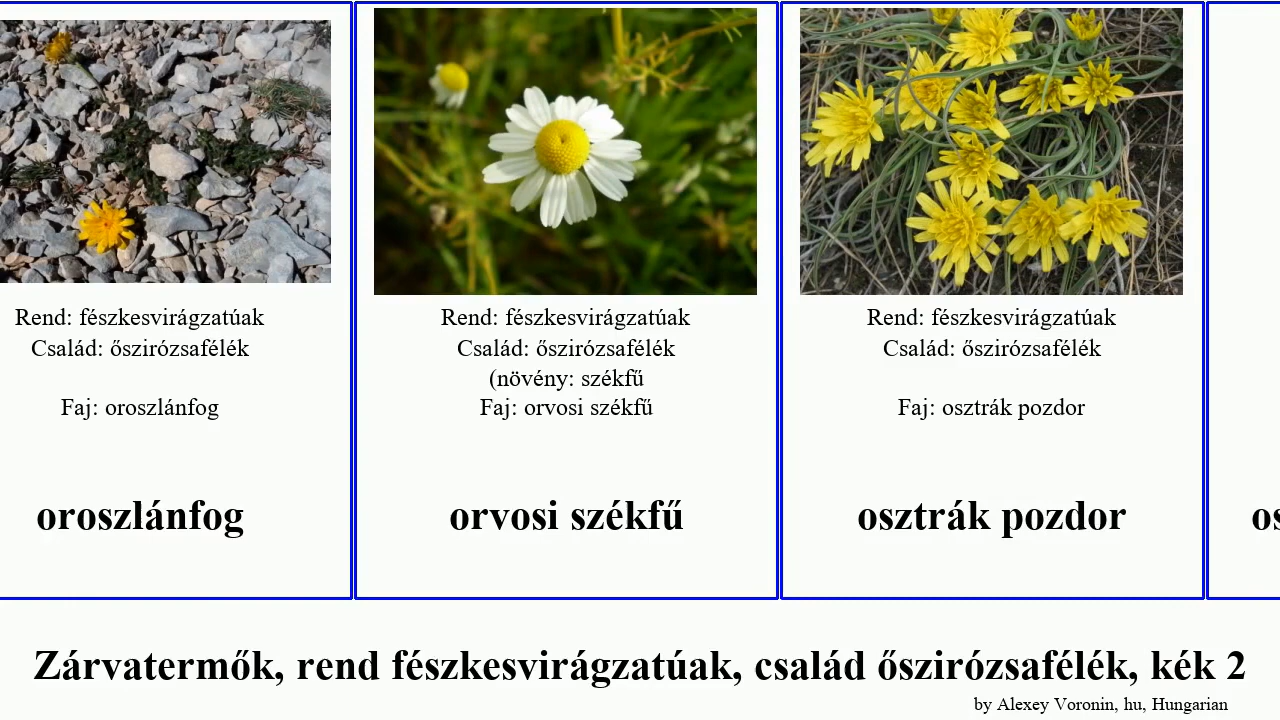 Rend: fészkesvirágzatúak
Család: őszirózsafélék
Faj: oroszlánfog
oroszlánfog
Rend: fészkesvirágzatúak
Család: őszirózsafélék
(növény: székfű
Faj: orvosi székfű
orvosi székfű
Rend: fészkesvirágzatúak
Család: őszirózsafélék
Faj: osztrák pozdor
osztrák pozdor
Zárvatermők, rend fészkesvirágzatúak, család őszirózsafélék, kék 2
by Alexey Voronin, hu, Hungarian